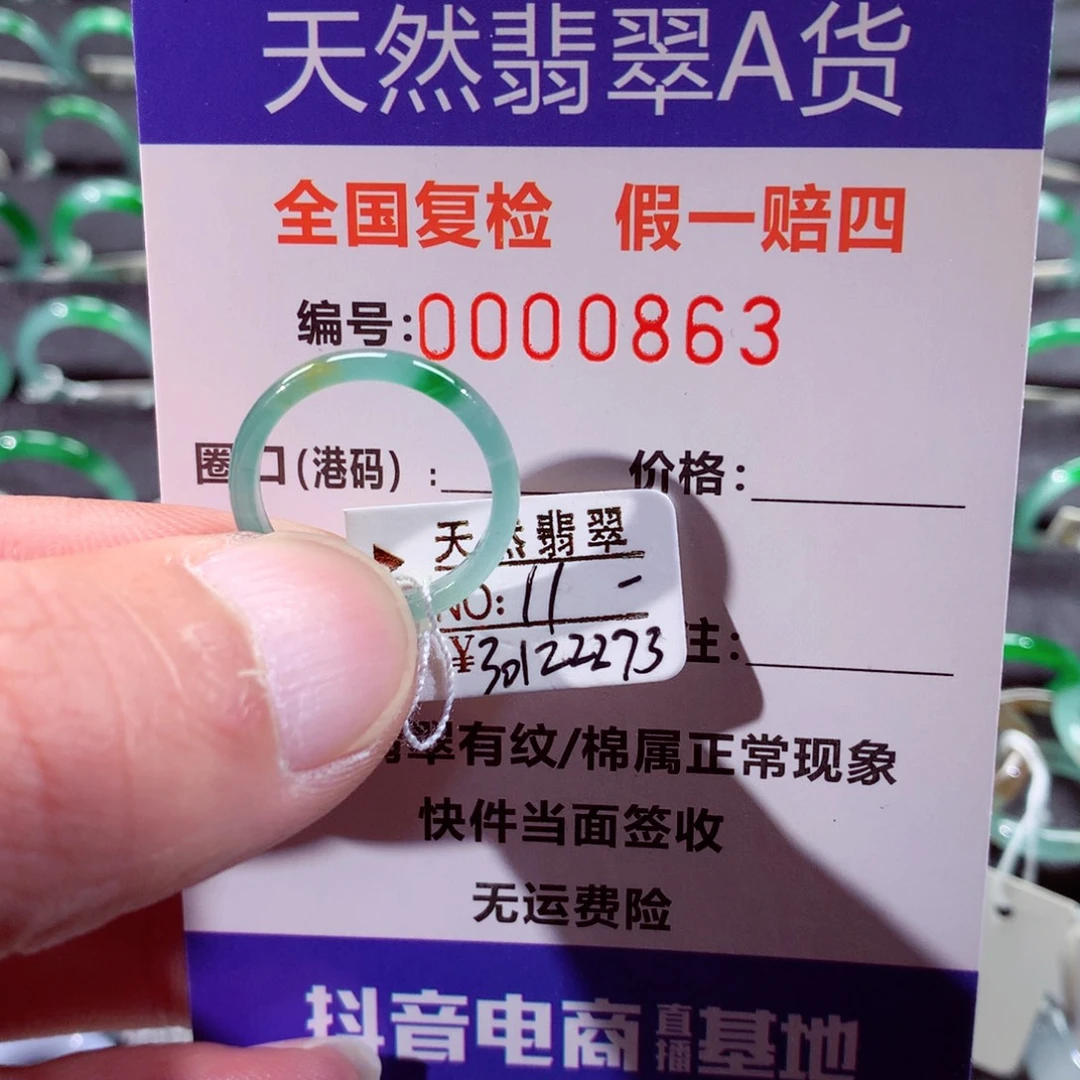 天然翡翠A货
全国复检 假一赔四
编号:0000863
圈口(港码):
价格:
天然翡翠
NO: 11 -
¥30122273
注:
翠有纹/棉属正常现象
快件当面签收
无运费险
抖音电商直播基地